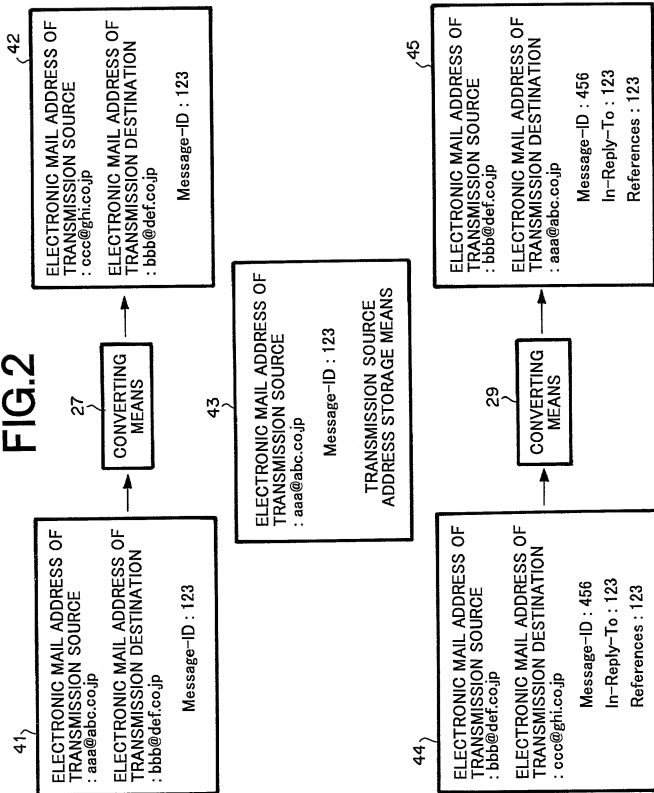 FIG.2
41
ELECTRONIC MAIL ADDRESS OF
TRANSMISSION SOURCE
: aaa@abc.co.jp
ELECTRONIC MAIL ADDRESS OF
TRANSMISSION DESTINATION
: bbb@def.co.jp
Message-ID : 123
27
CONVERTING
MEANS
42
ELECTRONIC MAIL ADDRESS OF
TRANSMISSION SOURCE
: ccc@ghi.co.jp
ELECTRONIC MAIL ADDRESS OF
TRANSMISSION DESTINATION
: bbb@def.co.jp
Message-ID : 123
43
ELECTRONIC MAIL ADDRESS OF
TRANSMISSION SOURCE
: aaa@abc.co.jp
Message-ID : 123
TRANSMISSION SOURCE
ADDRESS STORAGE MEANS
44
ELECTRONIC MAIL ADDRESS OF
TRANSMISSION SOURCE
: bbb@def.co.jp
ELECTRONIC MAIL ADDRESS OF
TRANSMISSION DESTINATION
: ccc@ghi.co.jp
Message-ID : 456
In-Reply-To : 123
References : 123
29
CONVERTING
MEANS
45
ELECTRONIC MAIL ADDRESS OF
TRANSMISSION SOURCE
: bbb@def.co.jp
ELECTRONIC MAIL ADDRESS OF
TRANSMISSION DESTINATION
: aaa@abc.co.jp
Message-ID : 456
In-Reply-To : 123
References : 123